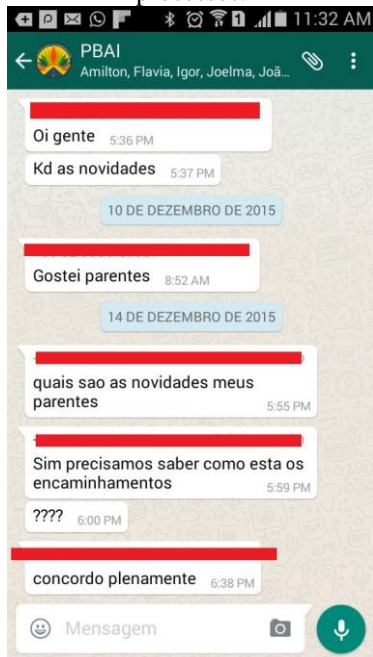 11:32 AM
PBAI
Amilton, Flavia, Igor, Joelma, Joã...
Oi gente 5:36 PM
Kd as novidades 5:37 PM
10 DE DEZEMBRO DE 2015
Gostei parentes 8:52 AM
14 DE DEZEMBRO DE 2015
quais sao as novidades meus
parentes 5:55 PM
Sim precisamos saber como esta os
encaminhamentos 5:59 PM
???? 6:00 PM
concordo plenamente 6:38 PM
Mensagem